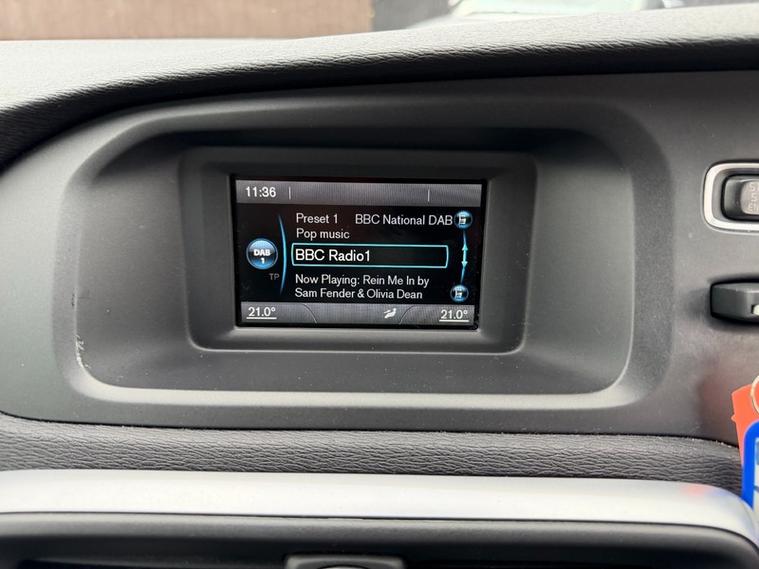 11:36
Preset 1 BBC National DAB
Pop music
DAB
1
BBC Radio1
TP
Now Playing: Rein Me In by
Sam Fender & Olivia Dean
21.0° 21.0°